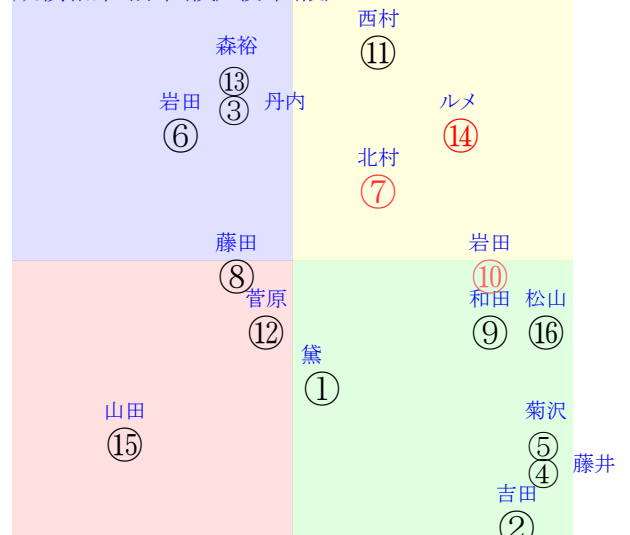 西村
⑪
森裕
⑬
岩田
③
丹内
ルメ
⑥
⑭
北村
⑦
藤田
岩田
⑧
⑩
菅原
和田
松山
⑫
⑨
⑯
黛
①
山田
菊沢
⑮
⑤
④
藤井
吉田
②